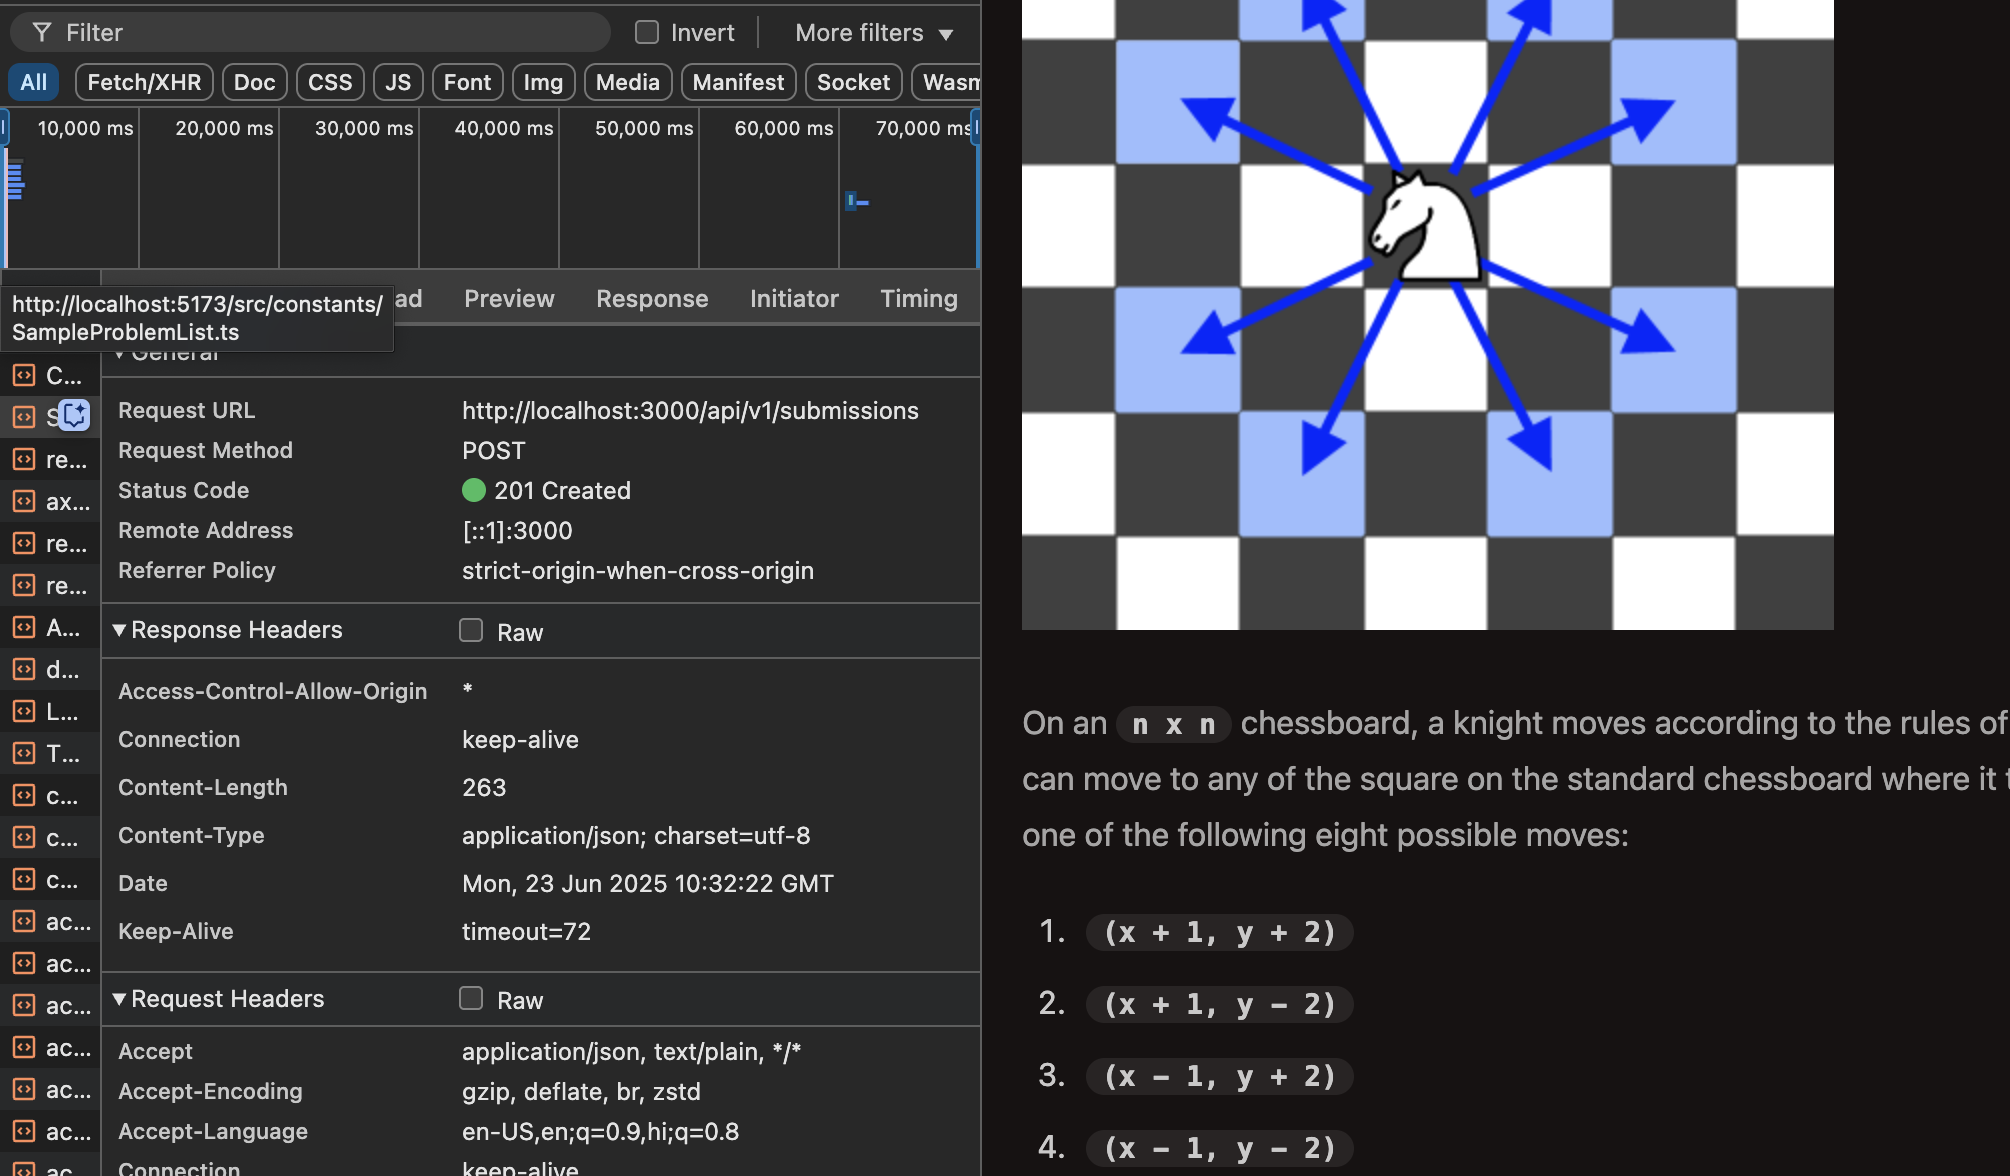 Filter
Invert
More filters
All
Fetch/XHR
Doc
CSS
JS
Font
Img
Media
Manifest
Socket
10,000 ms
20,000 ms
30,000 ms
40,000 ms
50,000 ms
60,000 ms
70,000 ms
http://localhost:5173/src/constants/
SampleProblemList.ts
Preview
Response
Initiator
Timing
General
Request URL
http://localhost:3000/api/v1/submissions
Request Method
POST
Status Code
201 Created
Remote Address
[::1]:3000
Referrer Policy
strict-origin-when-cross-origin
Response Headers
Raw
Access-Control-Allow-Origin
*
Connection
keep-alive
Content-Length
263
Content-Type
application/json; charset=utf-8
Date
Mon, 23 Jun 2025 10:32:22 GMT
Keep-Alive
timeout=72
Request Headers
Raw
Accept
application/json, text/plain, */*
Accept-Encoding
gzip, deflate, br, zstd
Accept-Language
en-US,en;q=0.9,hi;q=0.8
Connection
keep-alive
C...
re...
ax...
re...
re...
A...
d...
L...
T...
c...
c...
c...
ac...
ac...
ac...
ac...
ac...
ac...
ac...
On an n x n chessboard, a knight moves according to the rules of
can move to any of the square on the standard chessboard where it
one of the following eight possible moves:
1. (x + 1, y + 2)
2. (x + 1, y − 2)
3. (x − 1, y + 2)
4. (x − 1, y − 2)